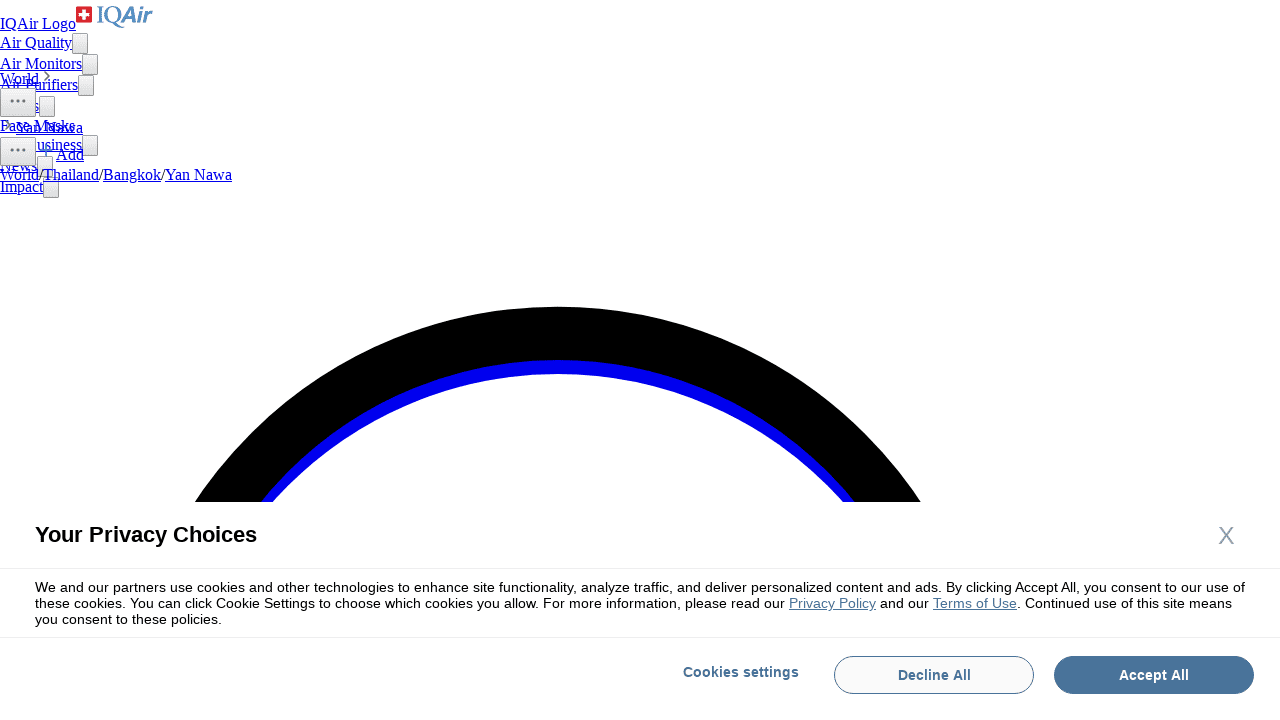 IQAir Logo IQAir
Air Quality
Air Monitors
World
Air Purifiers
Face Masks
Yan Nawa
Add
News
World/Thailand/Bangkok/Yan Nawa
Impact
Your Privacy Choices X
We and our partners use cookies and other technologies to enhance site functionality, analyze traffic, and deliver personalized content and ads. By clicking Accept All, you consent to our use of
these cookies. You can click Cookie Settings to choose which cookies you allow. For more information, please read our Privacy Policy and our Terms of Use. Continued use of this site means
you consent to these policies.
Cookies settings Decline All Accept All